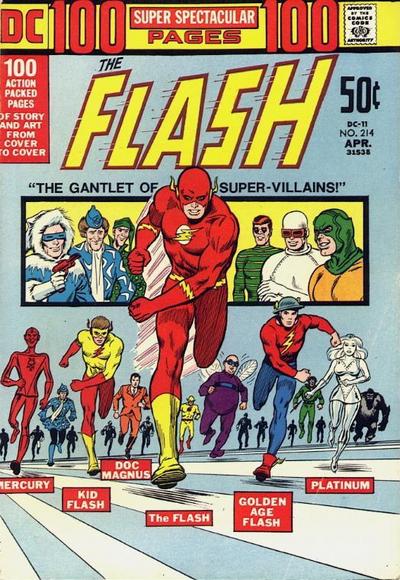 DC 100 SUPER SPECTACULAR PAGES 100
APPROVED
BY THE
COMICS
CODE
AUTHORITY
100
ACTION
PACKED
PAGES
OF STORY
AND ART
FROM
COVER
TO COVER
THE
FLASH
50¢
DC-11
NO. 214
APR.
31538
"THE GANTLET OF SUPER-VILLAINS!"
MERCURY
KID
FLASH
DOC
MAGNUS
The FLASH
GOLDEN
AGE
FLASH
PLATINUM